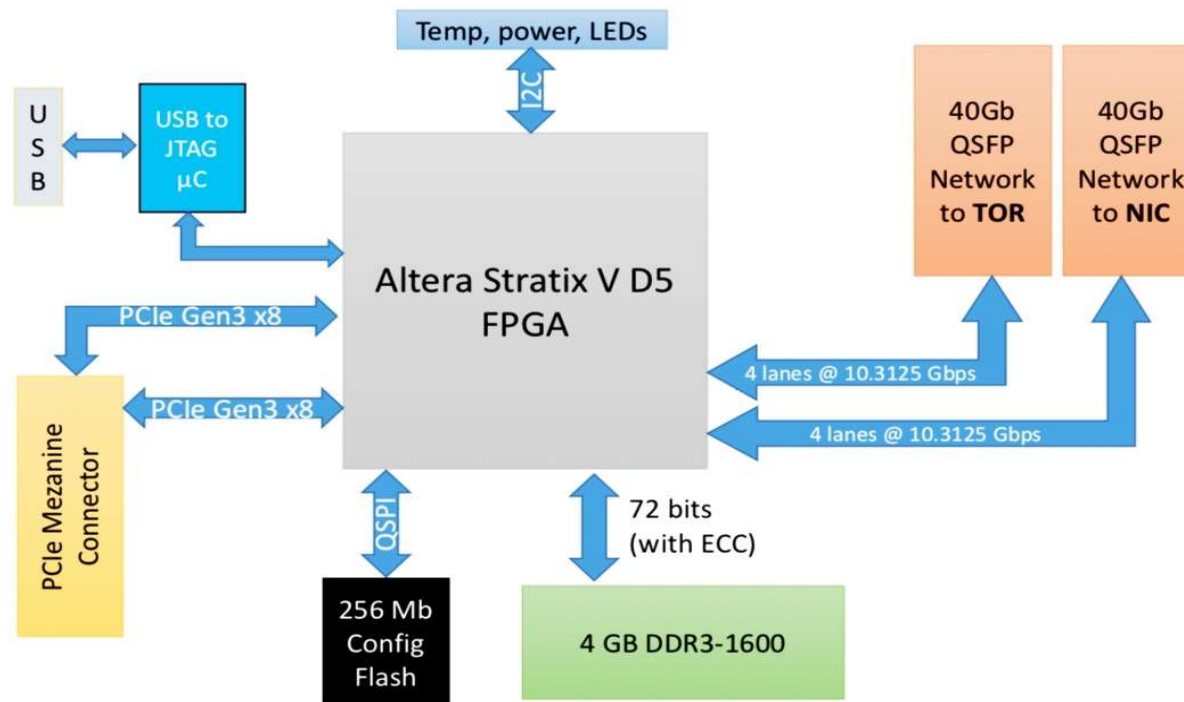 Temp, power, LEDs
I2C
U
S
B
USB to
JTAG
µC
40Gb
QSFP
Network
to TOR
40Gb
QSFP
Network
to NIC
Altera Stratix V D5
FPGA
PCIe Gen3 x8
PCIe Gen3 x8
4 lanes @ 10.3125 Gbps
4 lanes @ 10.3125 Gbps
PCIe Mezanine
Connector
QSPI
72 bits
(with ECC)
256 Mb
Config
Flash
4 GB DDR3-1600